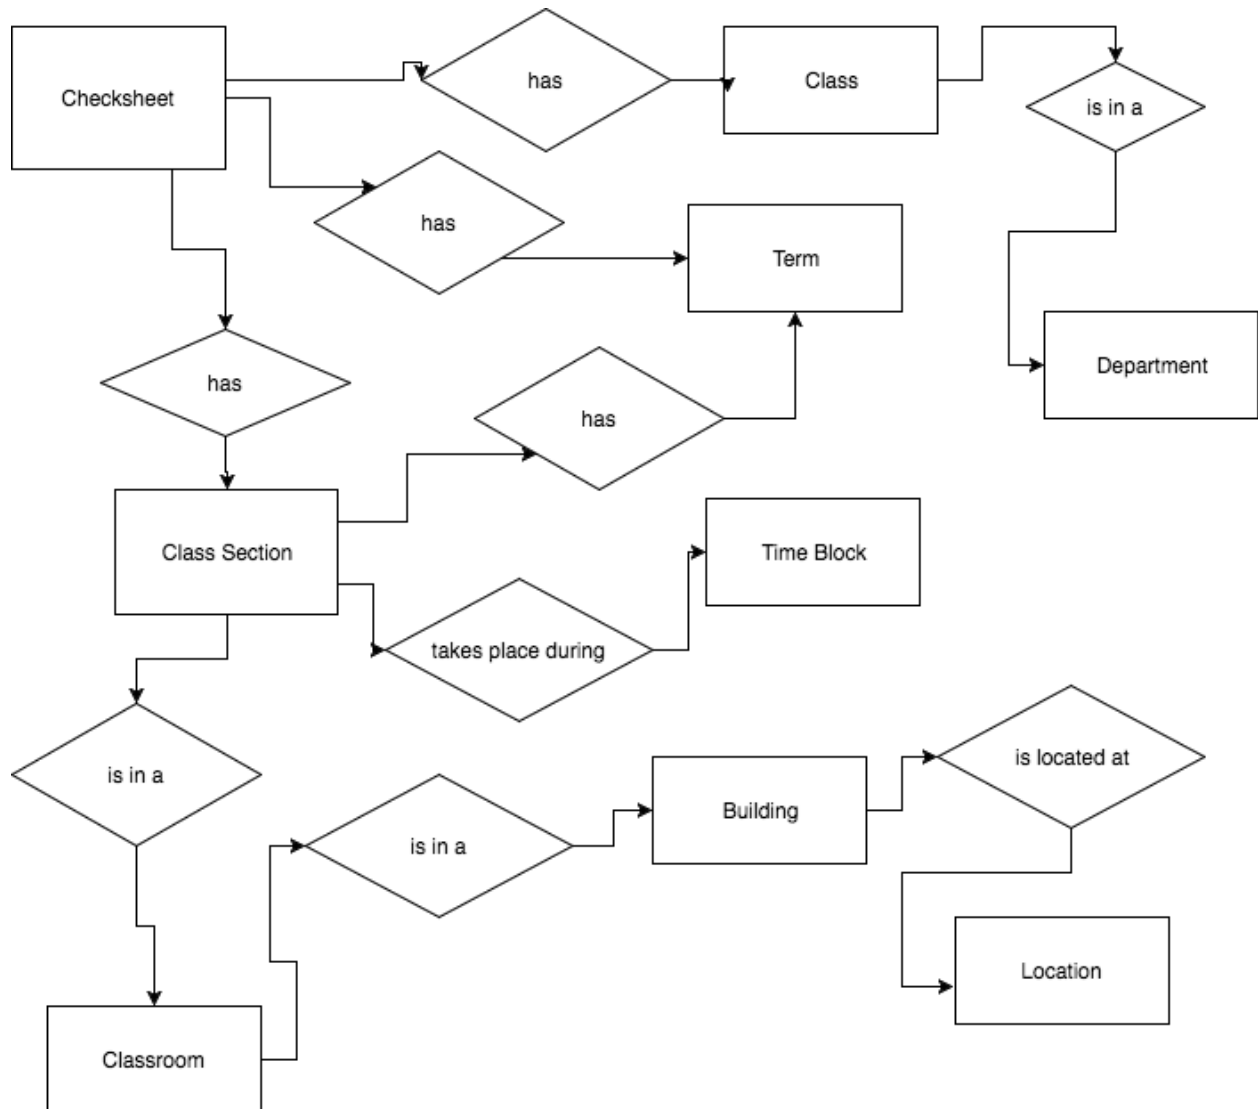 Checksheet
has
Class
is in a
has
Term
Department
has
has
Class Section
Time Block
takes place during
is in a
is in a
Building
is located at
Location
Classroom